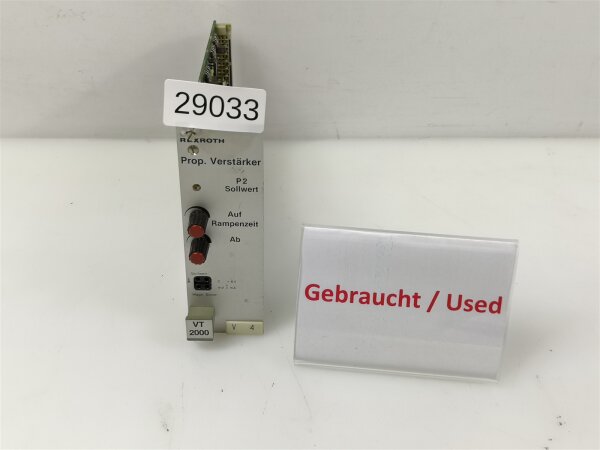 29033
REXROTH
Prop. Verstärker
P2
Sollwert
Auf
Rampenzeit
Ab
VT
2000
V 4
Gebraucht / Used